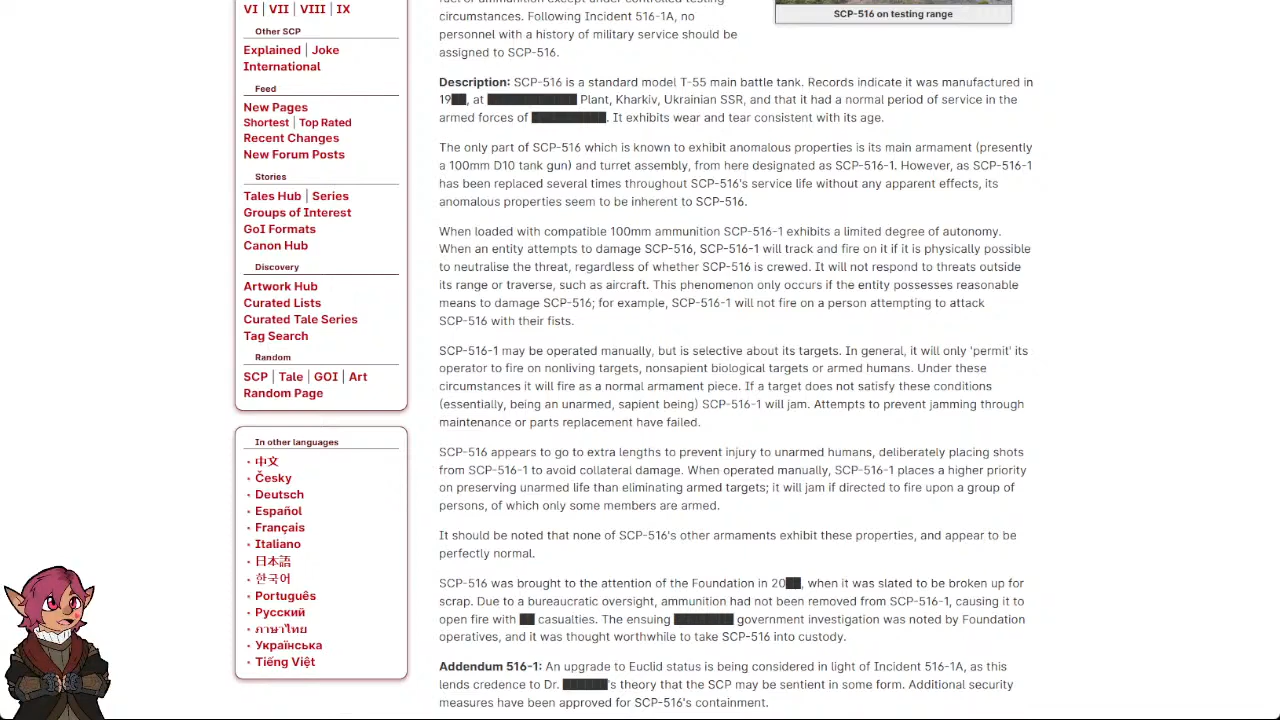 VI | VII | VIII | IX
Other SCP
Explained | Joke
International
Feed
New Pages
Shortest | Top Rated
Recent Changes
New Forum Posts
Stories
Tales Hub | Series
Groups of Interest
GoI Formats
Canon Hub
Discovery
Artwork Hub
Curated Lists
Curated Tale Series
Tag Search
Random
SCP | Tale | GOI | Art
Random Page
In other languages
中文
Česky
Deutsch
Español
Français
Italiano
日本語
한국어
Português
Русский
ภาษาไทย
Українська
Tiếng Việt
SCP-516 on testing range
fuel or ammunition except under controlled testing
circumstances. Following Incident 516-1A, no
personnel with a history of military service should be
assigned to SCP-516.
Description: SCP-516 is a standard model T-55 main battle tank. Records indicate it was manufactured in
19██, at ████████████ Plant, Kharkiv, Ukrainian SSR, and that it had a normal period of service in the
armed forces of ██████████. It exhibits wear and tear consistent with its age.
The only part of SCP-516 which is known to exhibit anomalous properties is its main armament (presently
a 100mm D10 tank gun) and turret assembly, from here designated as SCP-516-1. However, as SCP-516-1
has been replaced several times throughout SCP-516's service life without any apparent effects, its
anomalous properties seem to be inherent to SCP-516.
When loaded with compatible 100mm ammunition SCP-516-1 exhibits a limited degree of autonomy.
When an entity attempts to damage SCP-516, SCP-516-1 will track and fire on it if it is physically possible
to neutralise the threat, regardless of whether SCP-516 is crewed. It will not respond to threats outside
its range or traverse, such as aircraft. This phenomenon only occurs if the entity possesses reasonable
means to damage SCP-516; for example, SCP-516-1 will not fire on a person attempting to attack
SCP-516 with their fists.
SCP-516-1 may be operated manually, but is selective about its targets. In general, it will only 'permit' its
operator to fire on nonliving targets, nonsapient biological targets or armed humans. Under these
circumstances it will fire as a normal armament piece. If a target does not satisfy these conditions
(essentially, being an unarmed, sapient being) SCP-516-1 will jam. Attempts to prevent jamming through
maintenance or parts replacement have failed.
SCP-516 appears to go to extra lengths to prevent injury to unarmed humans, deliberately placing shots
from SCP-516-1 to avoid collateral damage. When operated manually, SCP-516-1 places a higher priority
on preserving unarmed life than eliminating armed targets; it will jam if directed to fire upon a group of
persons, of which only some members are armed.
It should be noted that none of SCP-516's other armaments exhibit these properties, and appear to be
perfectly normal.
SCP-516 was brought to the attention of the Foundation in 20██, when it was slated to be broken up for
scrap. Due to a bureaucratic oversight, ammunition had not been removed from SCP-516-1, causing it to
open fire with ██ casualties. The ensuing ████████ government investigation was noted by Foundation
operatives, and it was thought worthwhile to take SCP-516 into custody.
Addendum 516-1: An upgrade to Euclid status is being considered in light of Incident 516-1A, as this
lends credence to Dr. ██████'s theory that the SCP may be sentient in some form. Additional security
measures have been approved for SCP-516's containment.